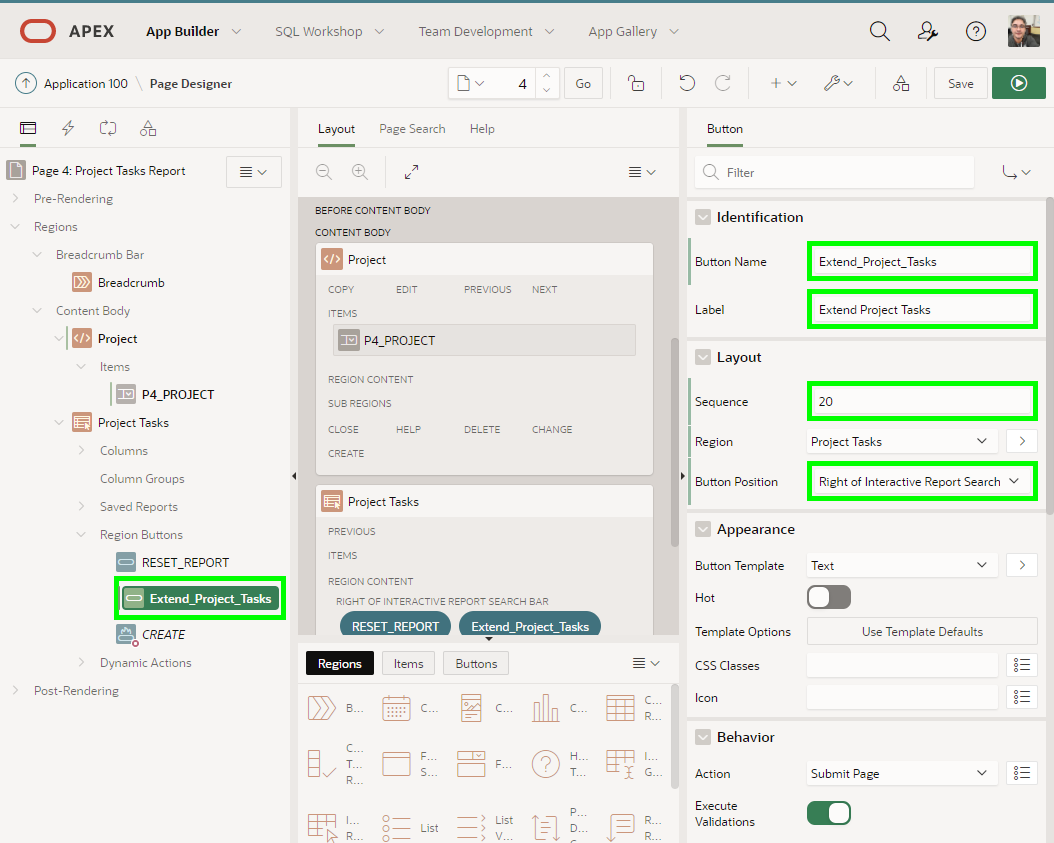 APEX App Builder SQL Workshop Team Development App Gallery
Application 100 \ Page Designer 4 Go Save
Page 4: Project Tasks Report
Pre-Rendering
Regions
Breadcrumb Bar
Breadcrumb
Content Body
Project
Items
P4_PROJECT
Project Tasks
Columns
Column Groups
Saved Reports
Region Buttons
RESET_REPORT
Extend_Project_Tasks
CREATE
Dynamic Actions
Post-Rendering
Layout Page Search Help
BEFORE CONTENT BODY
CONTENT BODY
Project
COPY EDIT PREVIOUS NEXT
ITEMS
P4_PROJECT
REGION CONTENT
SUB REGIONS
CLOSE HELP DELETE CHANGE
CREATE
Project Tasks
PREVIOUS
ITEMS
REGION CONTENT
RIGHT OF INTERACTIVE REPORT SEARCH BAR
RESET_REPORT Extend_Project_Tasks
Regions Items Buttons
B... C... C... C... C... R...
C... T... R... F... S... F... H... T... I... G...
I... R... List List V... P... D... C... R... R...
Button
Filter
Identification
Button Name Extend_Project_Tasks
Label Extend Project Tasks
Layout
Sequence 20
Region Project Tasks
Button Position Right of Interactive Report Search
Appearance
Button Template Text
Hot
Template Options Use Template Defaults
CSS Classes
Icon
Behavior
Action Submit Page
Execute
Validations